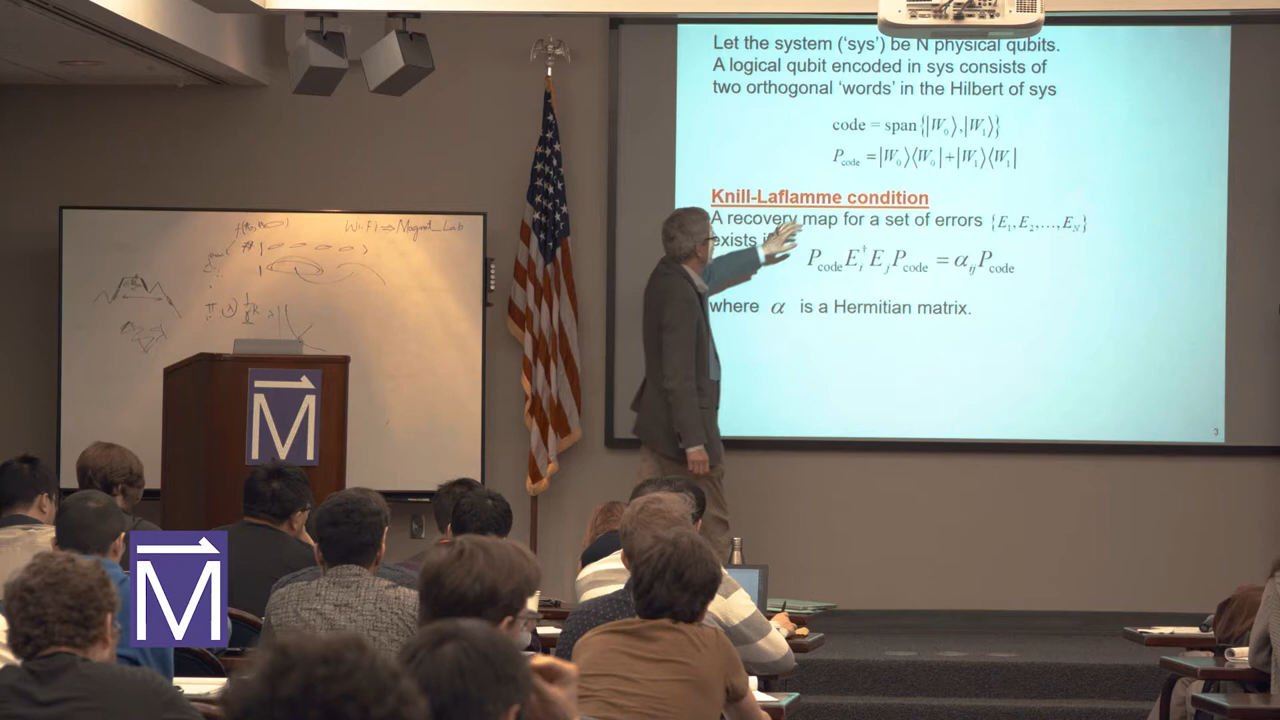 Let the system ('sys') be N physical qubits.
A logical qubit encoded in sys consists of
two orthogonal 'words' in the Hilbert of sys
code = span{|W₀⟩,|W₁⟩}
P_code = |W₀⟩⟨W₀|+|W₁⟩⟨W₁|
Knill-Laflamme condition
A recovery map for a set of errors {E₁,E₂,...,E_N}
exists
P_code E_i† E_j P_code = α_ij P_code
where α is a Hermitian matrix.
3
Wi-Fi ⇒ Magnet_Lab
M
M